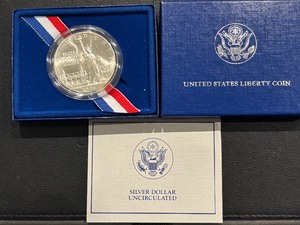 UNITED STATES LIBERTY COIN
SILVER DOLLAR
UNCIRCULATED